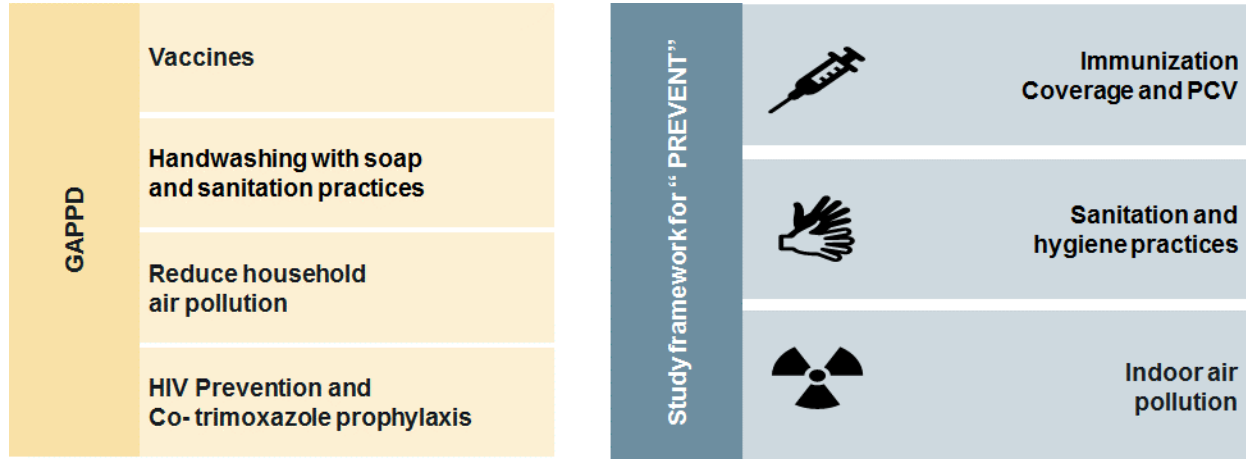 GAPPD
Vaccines
Handwashing with soap
and sanitation practices
Reduce household
air pollution
HIV Prevention and
Co- trimoxazole prophylaxis
Study framework for “ PREVENT”
Immunization
Coverage and PCV
Sanitation and
hygiene practices
Indoor air
pollution